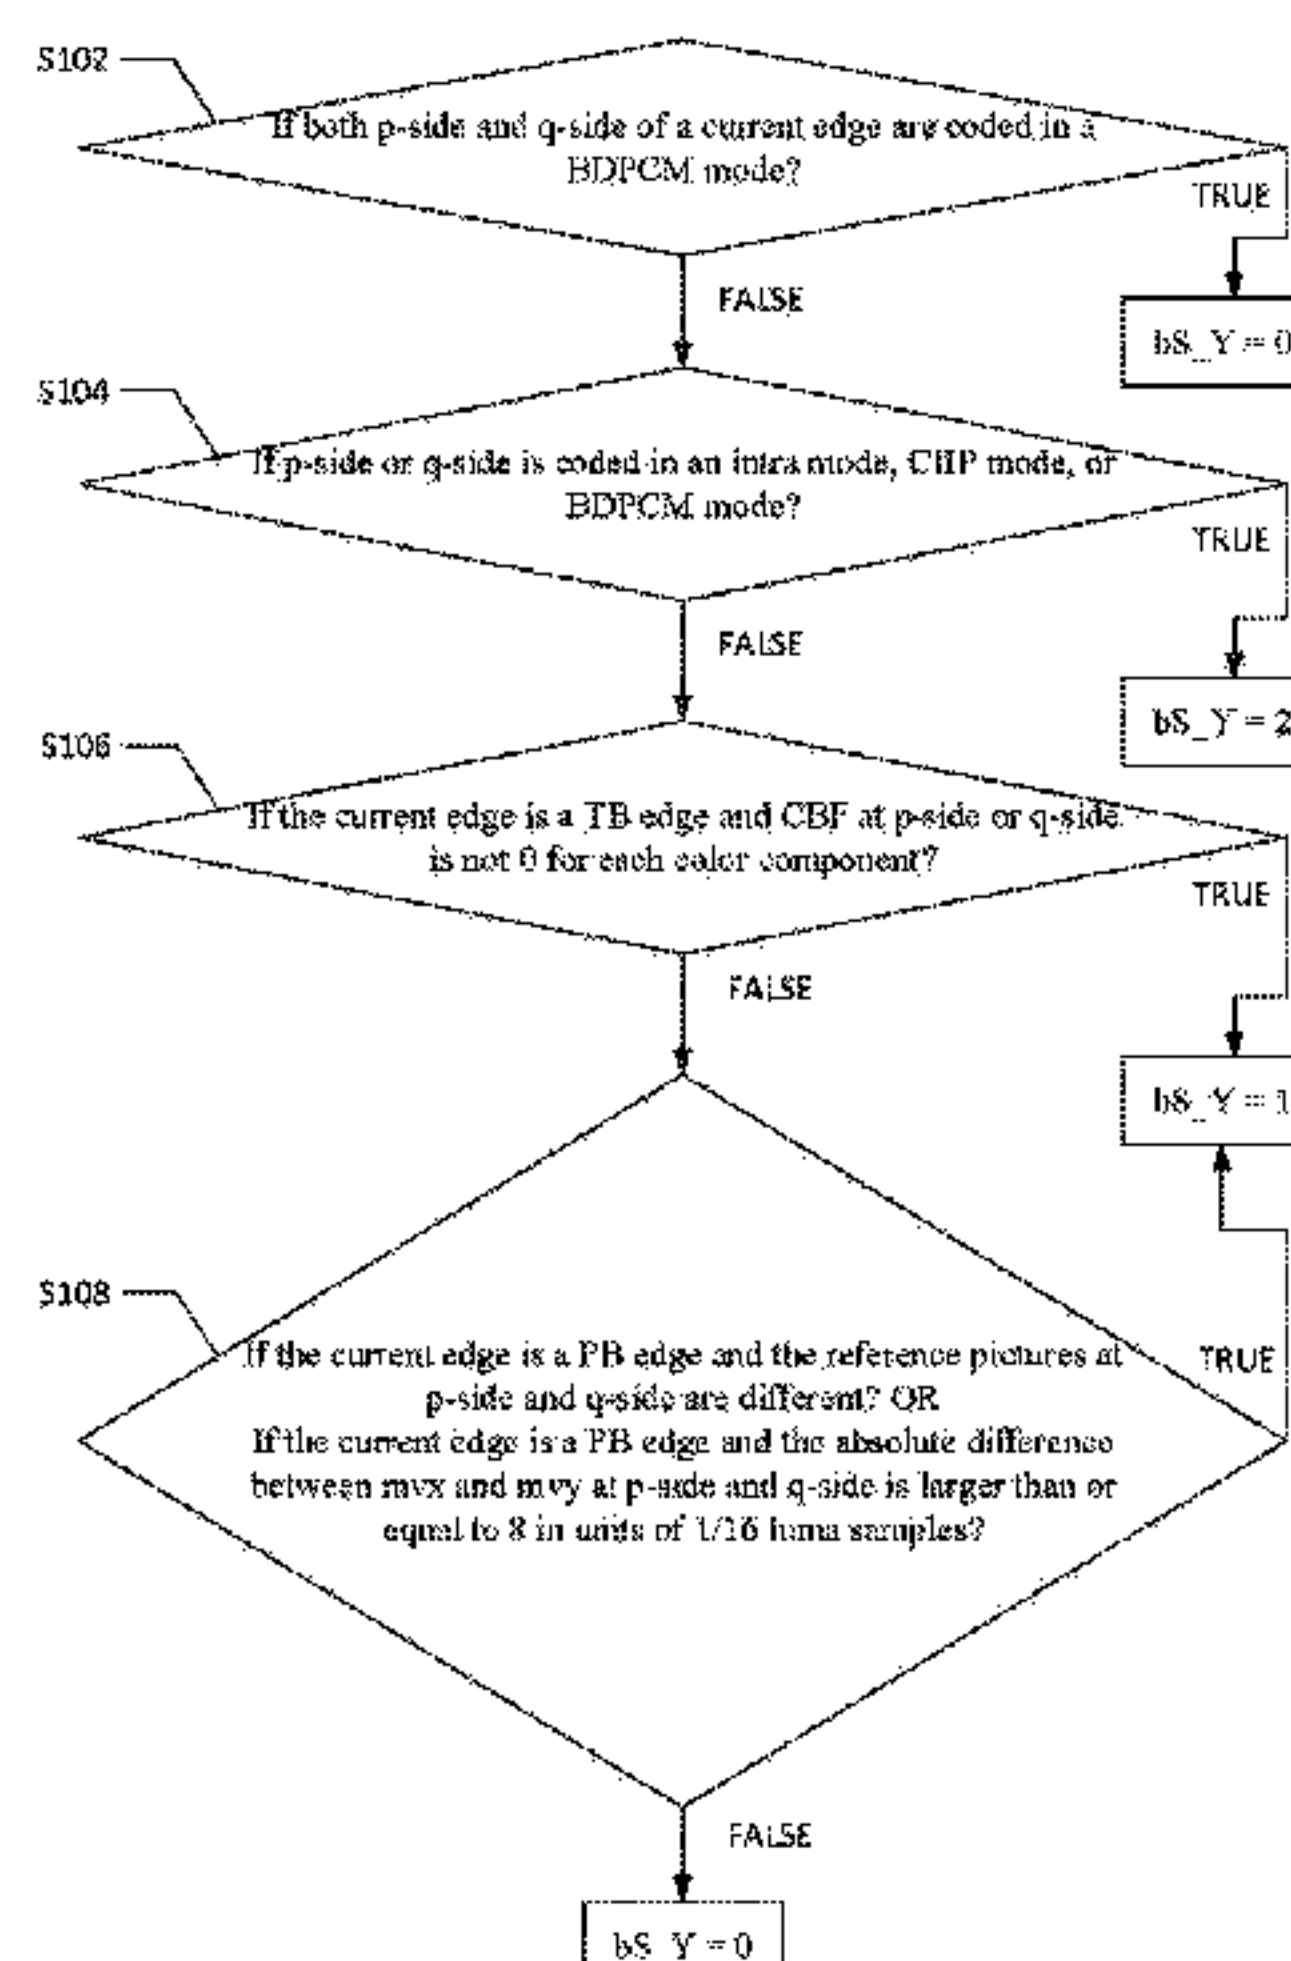 S102
If both p-side and q-side of a current edge are coded in a
BDPCM mode?
TRUE
FALSE
bS_Y = 0
S104
If p-side or q-side is coded in an intra mode, CIIP mode, or
BDPCM mode?
TRUE
FALSE
bS_Y = 2
S106
If the current edge is a TB edge and CBF at p-side or q-side
is not 0 for each color component?
TRUE
FALSE
bS_Y = 1
S108
If the current edge is a PB edge and the reference pictures at
p-side and q-side are different? OR
If the current edge is a PB edge and the absolute difference
between mvx and mvy at p-side and q-side is larger than or
equal to 8 in units of 1/16 luma samples?
TRUE
FALSE
bS_Y = 0